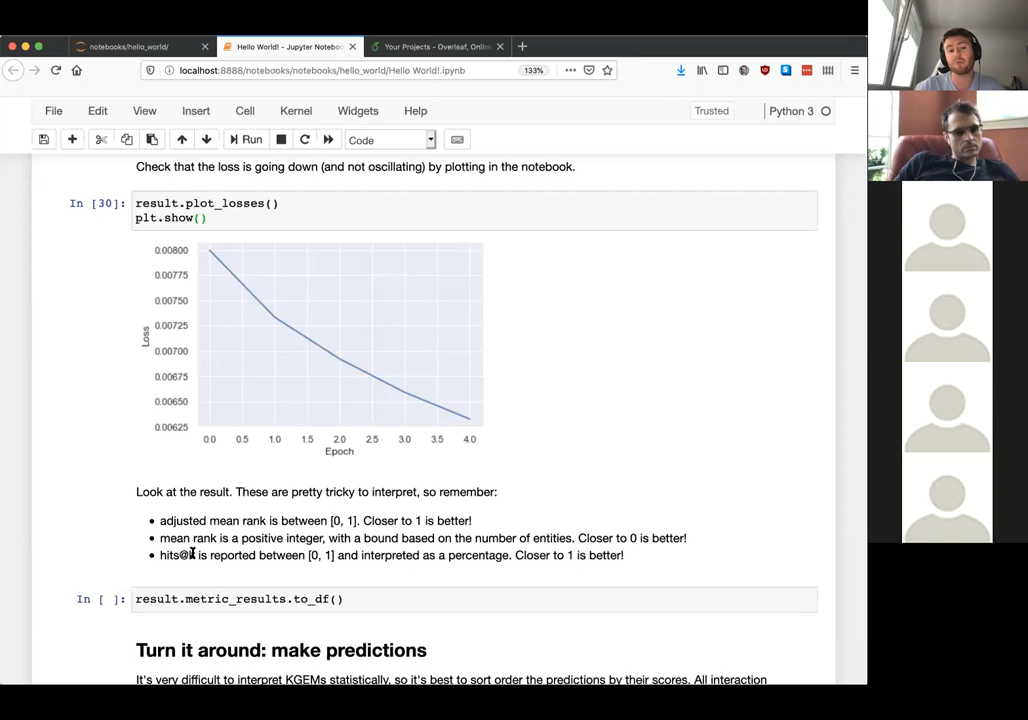 notebooks/hello_world/
Hello World! - Jupyter Noteboo
Your Projects - Overleaf, Onlin
localhost:8888/notebooks/notebooks/hello_world/Hello World!.ipynb
133%
File Edit View Insert Cell Kernel Widgets Help
Trusted
Python 3
Run
Code
Check that the loss is going down (and not oscillating) by plotting in the notebook.
In [30]: result.plot_losses()
plt.show()
0.00800
0.00775
0.00750
0.00725
0.00700
0.00675
0.00650
0.00625
Loss
0.0 0.5 1.0 1.5 2.0 2.5 3.0 3.5 4.0
Epoch
Look at the result. These are pretty tricky to interpret, so remember:
• adjusted mean rank is between [0, 1]. Closer to 1 is better!
• mean rank is a positive integer, with a bound based on the number of entities. Closer to 0 is better!
• is reported between [0, 1] and interpreted as a percentage. Closer to 1 is better!
In [ ]: result.metric_results.to_df()
Turn it around: make predictions
It's very difficult to interpret KGEMs statistically, so it's best to sort order the predictions by their scores. All interaction